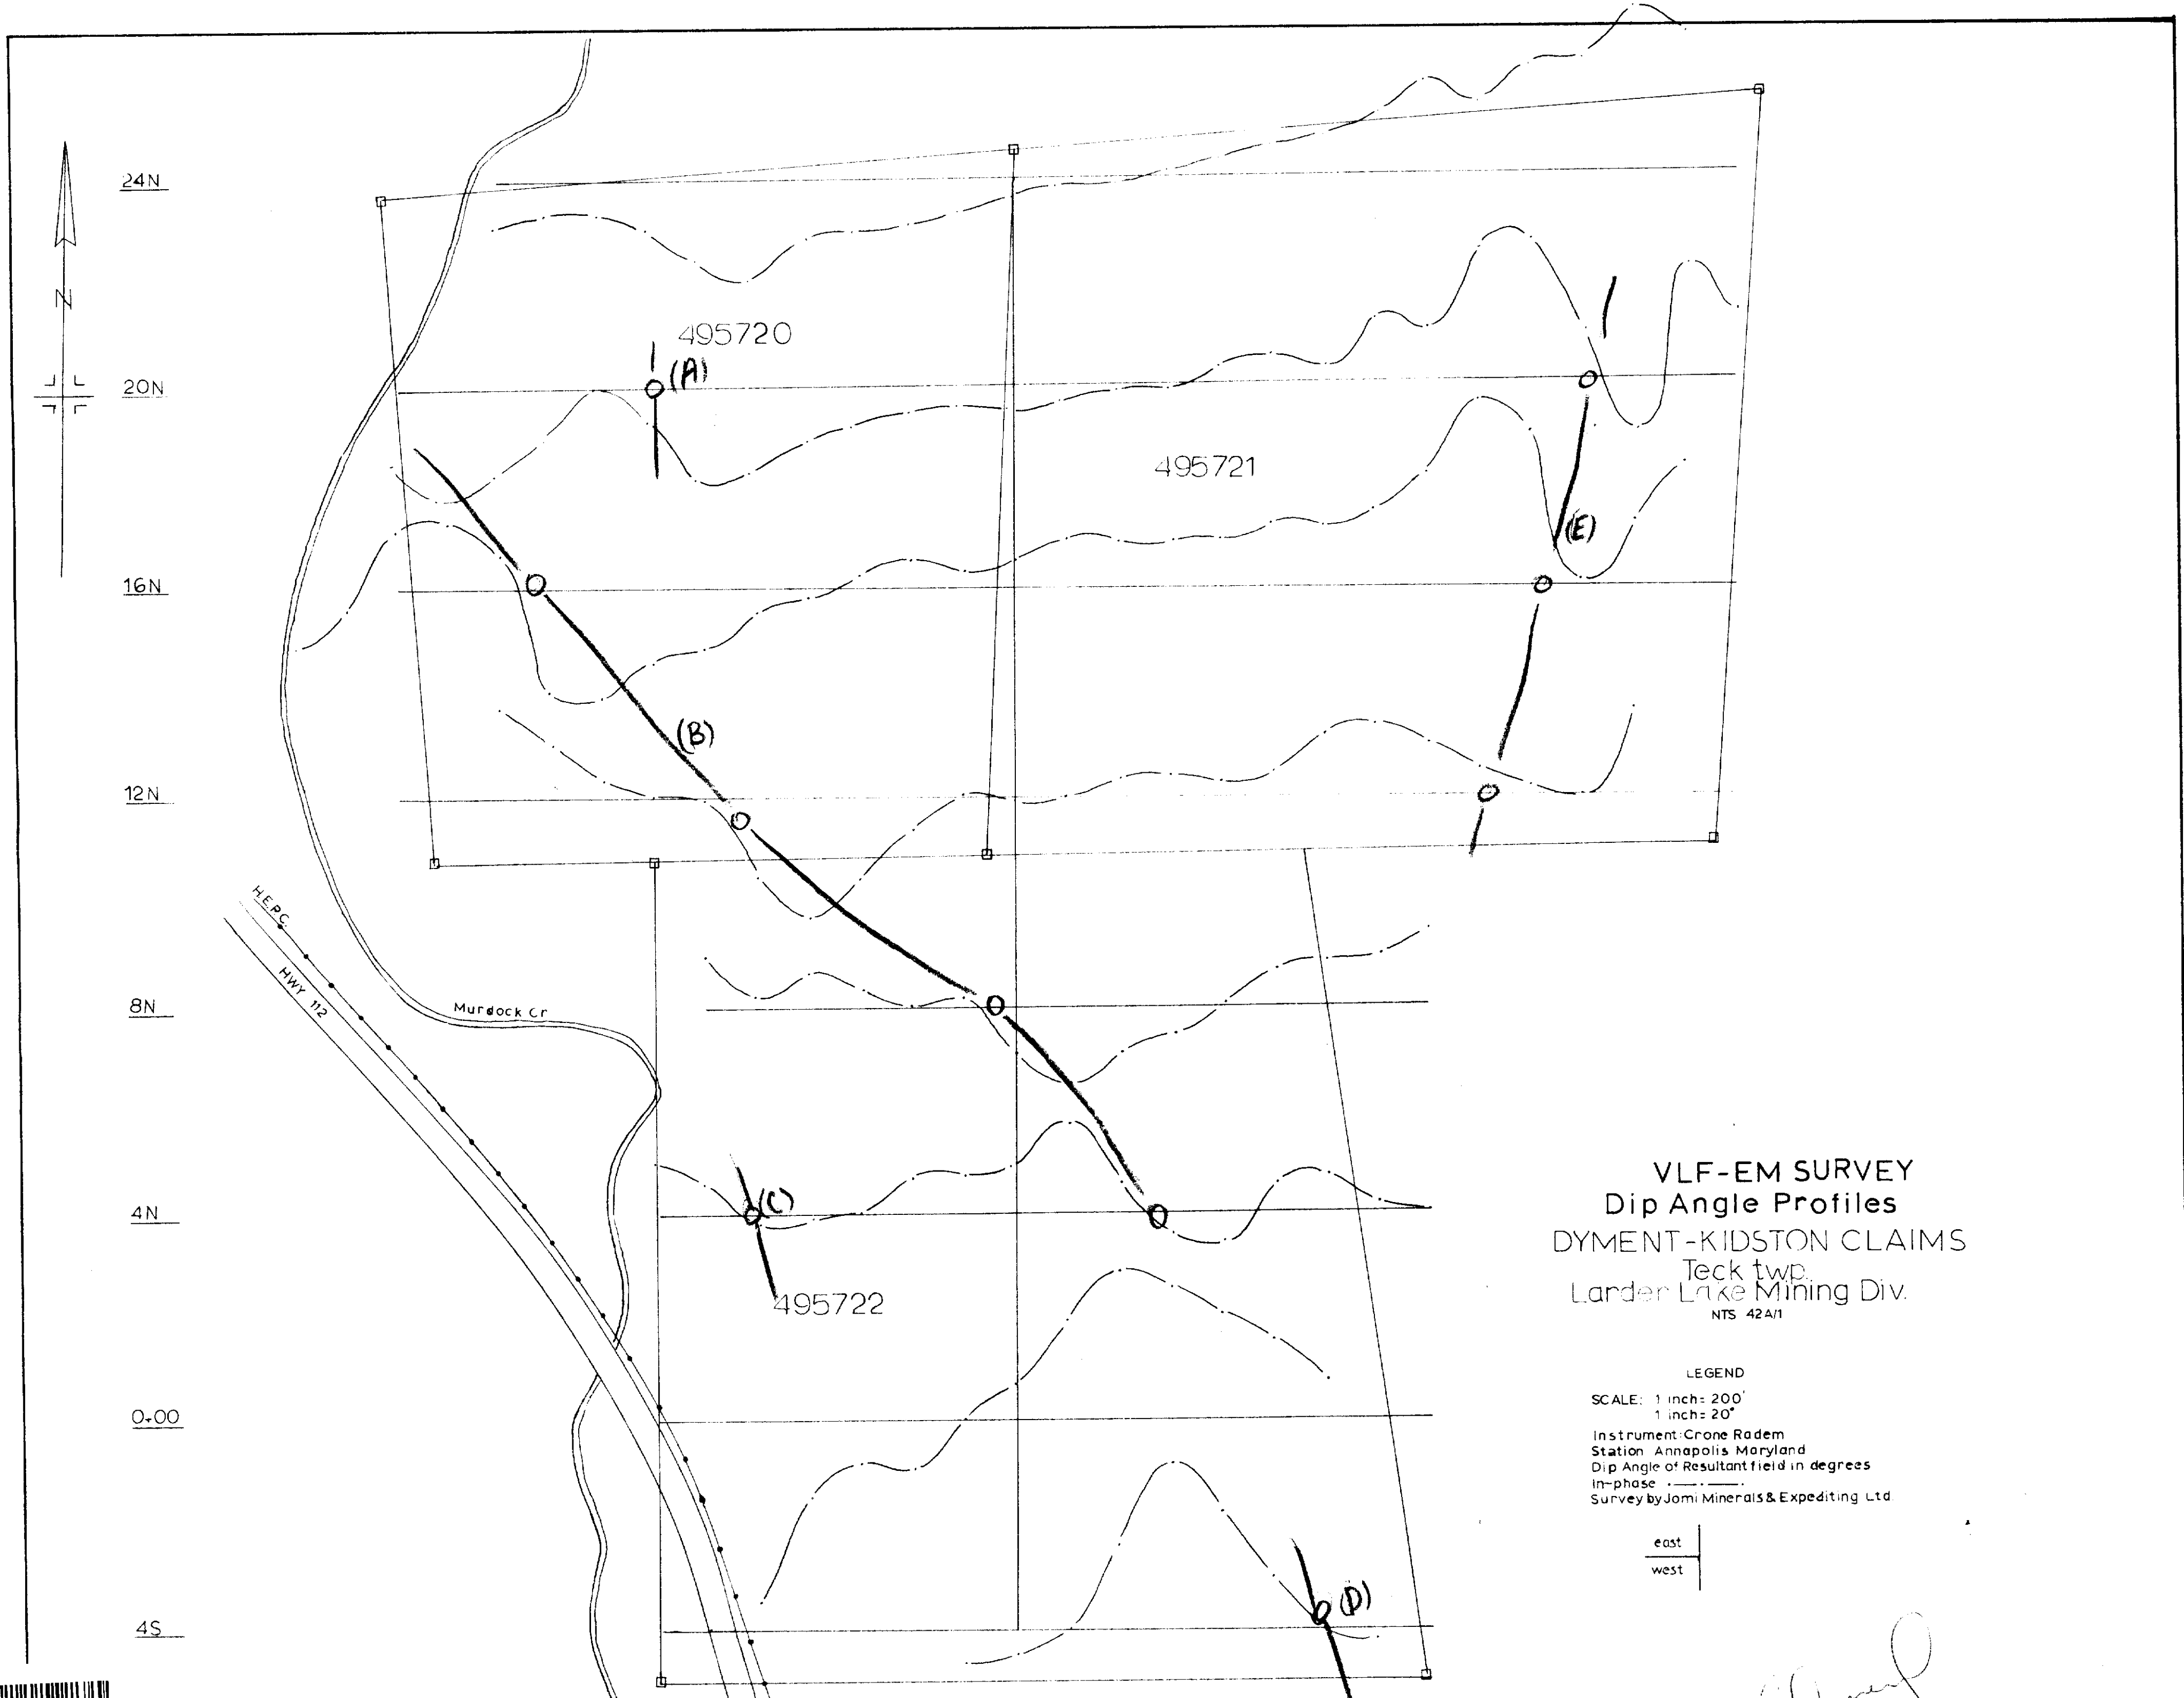 24N
N
495720
(A)
20N
495721
(E)
16N
(B)
12N
H.E.P.C.
HWY 112
8N
Murdock Cr
4N
(C)
495722
VLF-EM SURVEY
Dip Angle Profiles
DYMENT-KIDSTON CLAIMS
Teck twp.
Larder Lake Mining Div.
NTS 42A/1
LEGEND
SCALE: 1 inch = 200'
1 inch = 20°
0+00
Instrument: Crone Radem
Station Annapolis Maryland
Dip Angle of Resultant field in degrees
In-phase
Survey by Jomi Minerals & Expediting Ltd.
east
west
(D)
4S